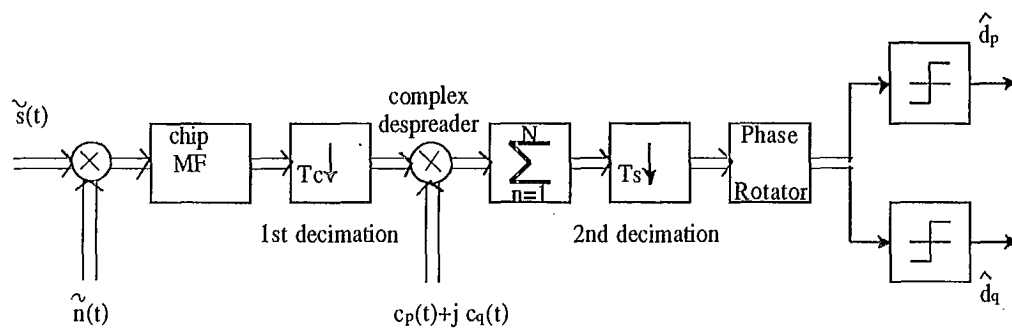 s̃(t)
chip
MF
Tc
1st decimation
complex
despreader
N
∑
n=1
Ts
2nd decimation
Phase
Rotator
d̂p
d̂q
ñ(t)
cp(t)+j cq(t)